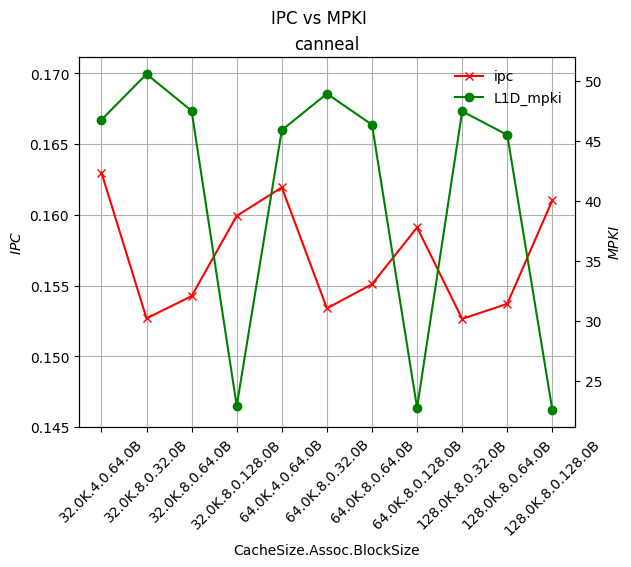 IPC vs MPKI
canneal
ipc
L1D_mpki
0.170
0.165
0.160
0.155
0.150
0.145
IPC
50
45
40
35
30
25
MPKI
32.0K.4.0.64.0B
32.0K.8.0.32.0B
32.0K.8.0.64.0B
32.0K.8.0.128.0B
64.0K.4.0.64.0B
64.0K.8.0.32.0B
64.0K.8.0.64.0B
64.0K.8.0.128.0B
128.0K.8.0.32.0B
128.0K.8.0.64.0B
128.0K.8.0.128.0B
CacheSize.Assoc.BlockSize